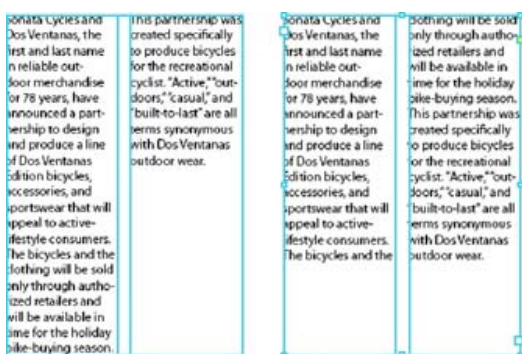 Sonata Cycles and
Dos Ventanas, the
first and last name
in reliable out-
door merchandise
for 78 years, have
announced a part-
nership to design
and produce a line
of Dos Ventanas
Edition bicycles,
accessories, and
sportswear that will
appeal to active-
lifestyle consumers.
The bicycles and the
clothing will be sold
only through autho-
rized retailers and
will be available in
time for the holiday
bike-buying season.
This partnership was
created specifically
to produce bicycles
for the recreational
cyclist. "Active," "out-
doors," "casual," and
"built-to-last" are all
terms synonymous
with Dos Ventanas
outdoor wear.
Sonata Cycles and
Dos Ventanas, the
first and last name
in reliable out-
door merchandise
for 78 years, have
announced a part-
nership to design
and produce a line
of Dos Ventanas
Edition bicycles,
accessories, and
sportswear that will
appeal to active-
lifestyle consumers.
The bicycles and the
clothing will be sold
only through autho-
rized retailers and
will be available in
time for the holiday
bike-buying season.
This partnership was
created specifically
to produce bicycles
for the recreational
cyclist. "Active," "out-
doors," "casual," and
"built-to-last" are all
terms synonymous
with Dos Ventanas
outdoor wear.